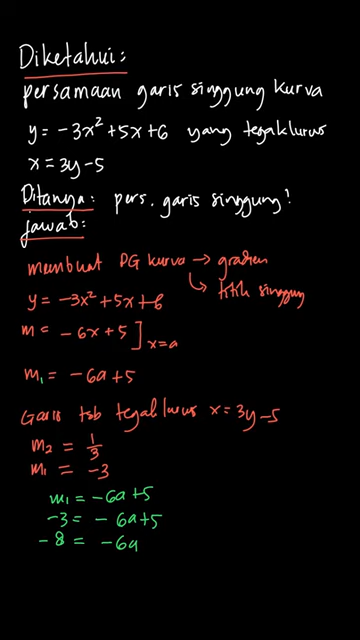 Diketahui:
persamaan garis singgung kurva
y = -3x² + 5x + 6 yang tegaklurus
x = 3y - 5
Ditanya: pers. garis singgung!
Jawab:
membuat PG kurva → gradien
↳ titik singgung
y = -3x² + 5x + 6
m = -6x + 5 ]ₓ₌ₐ
m₁ = -6a + 5
Garis tsb tegaklurus x = 3y - 5
m₂ = 1/3
m₁ = -3
m₁ = -6a + 5
-3 = -6a + 5
-8 = -6a